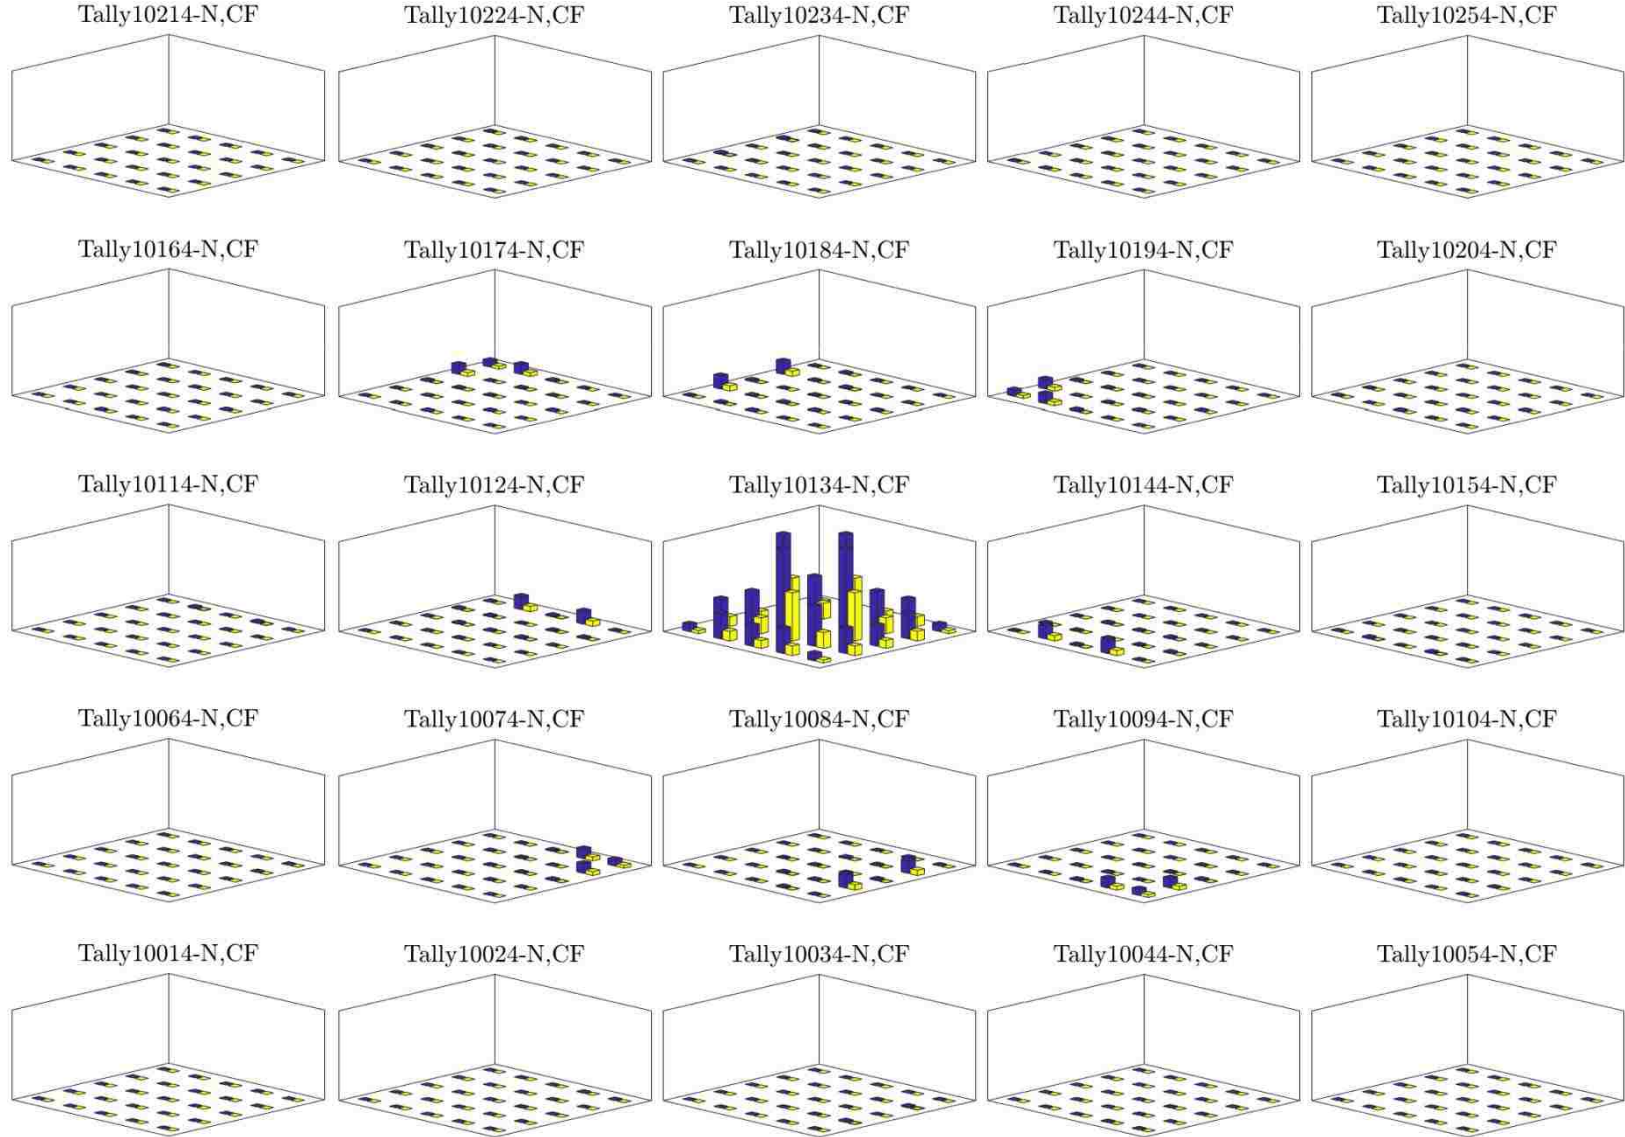 Tally10214-N,CF Tally10224-N,CF Tally10234-N,CF Tally10244-N,CF Tally10254-N,CF
Tally10164-N,CF Tally10174-N,CF Tally10184-N,CF Tally10194-N,CF Tally10204-N,CF
Tally10114-N,CF Tally10124-N,CF Tally10134-N,CF Tally10144-N,CF Tally10154-N,CF
Tally10064-N,CF Tally10074-N,CF Tally10084-N,CF Tally10094-N,CF Tally10104-N,CF
Tally10014-N,CF Tally10024-N,CF Tally10034-N,CF Tally10044-N,CF Tally10054-N,CF